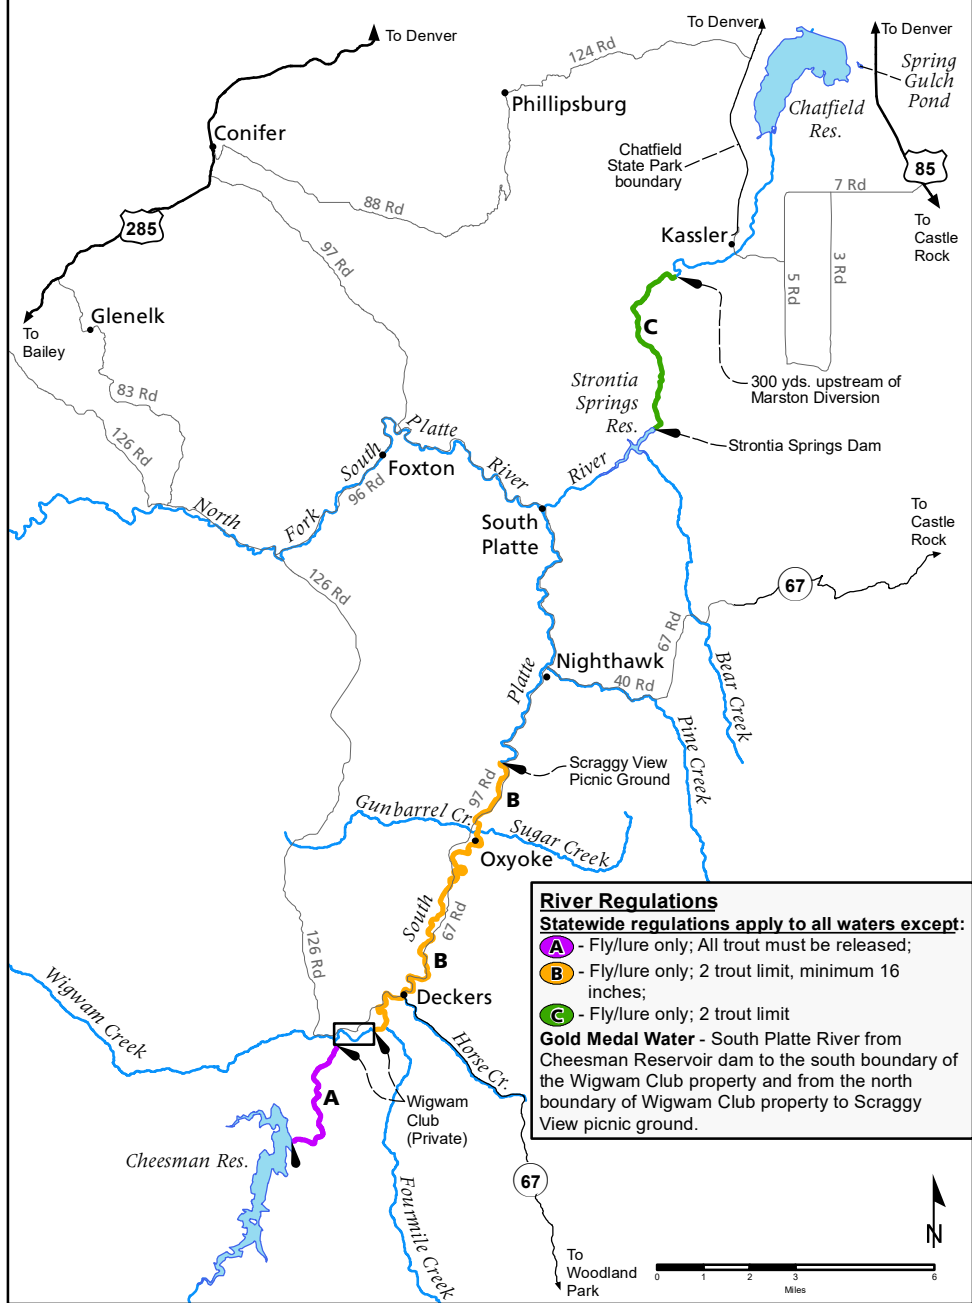 To Denver
To Denver
To Denver
124 Rd
Spring
Gulch
Pond
Phillipsburg
Chatfield
Res.
Conifer
Chatfield
State Park
boundary
85
7 Rd
88 Rd
285
To
Castle
Rock
Kassler
97 Rd
3 Rd
5 Rd
Glenelk
To
Bailey
C
83 Rd
Strontia
Springs
Res.
300 yds. upstream of
Marston Diversion
126 Rd
Platte
Strontia Springs Dam
South
Foxton
River
River
96 Rd
North
Fork
South
Platte
To
Castle
Rock
126 Rd
67
67 Rd
Nighthawk
Platte
40 Rd
Bear Creek
Pine Creek
Scraggy View
Picnic Ground
97 Rd
B
Gunbarrel Cr.
Sugar Creek
Oxyoke
South
67 Rd
126 Rd
B
Deckers
Wigwam Creek
Horse Cr.
A
Wigwam
Club
(Private)
Cheesman Res.
Fourmile Creek
67
To
Woodland
Park
River Regulations
Statewide regulations apply to all waters except:
A - Fly/lure only; All trout must be released;
B - Fly/lure only; 2 trout limit, minimum 16
inches;
C - Fly/lure only; 2 trout limit
Gold Medal Water - South Platte River from
Cheesman Reservoir dam to the south boundary of
the Wigwam Club property and from the north
boundary of Wigwam Club property to Scraggy
View picnic ground.
N
0 1 2 3 6
Miles